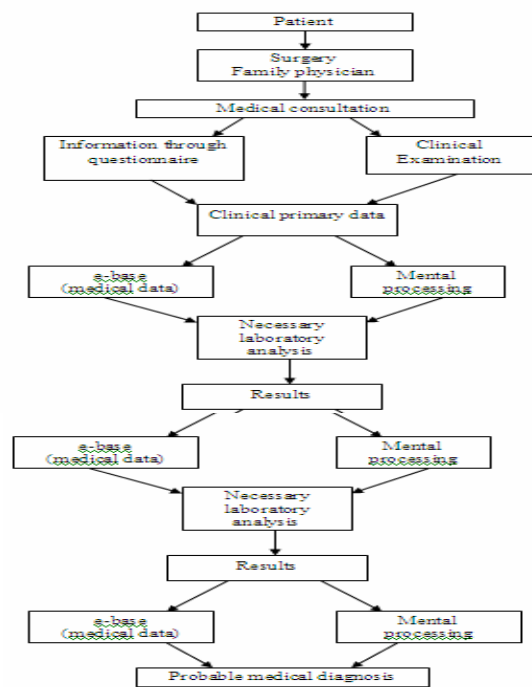 Patient
Surgery
Family physician
Medical consultation
Information through
questionnaire
Clinical
Examination
Clinical primary data
e-base
(medical data)
Mental
processing
Necessary
laboratory
analysis
Results
e-base
(medical data)
Mental
processing
Necessary
laboratory
analysis
Results
e-base
(medical data)
Mental
processing
Probable medical diagnosis